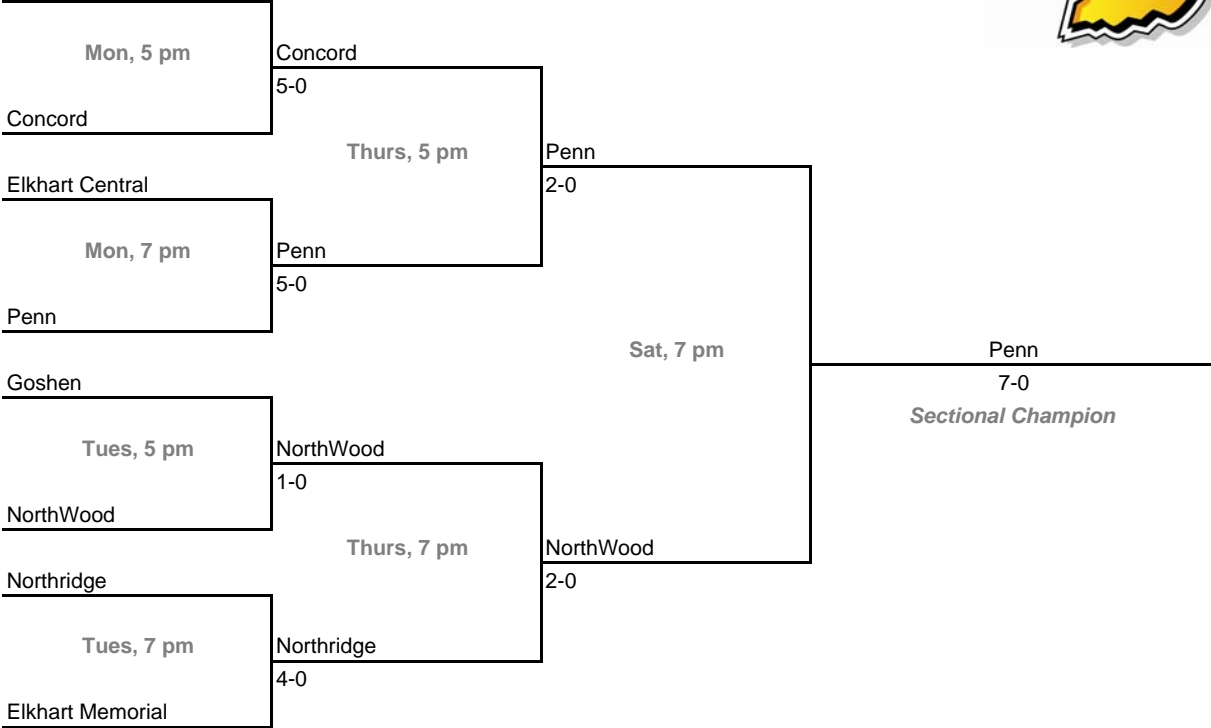 Mon, 5 pm
Concord
5-0
Concord
Thurs, 5 pm
Penn
2-0
Elkhart Central
Mon, 7 pm
Penn
5-0
Penn
Sat, 7 pm
Penn
7-0
Sectional Champion
Goshen
Tues, 5 pm
NorthWood
1-0
NorthWood
Thurs, 7 pm
NorthWood
2-0
Northridge
Tues, 7 pm
Northridge
4-0
Elkhart Memorial